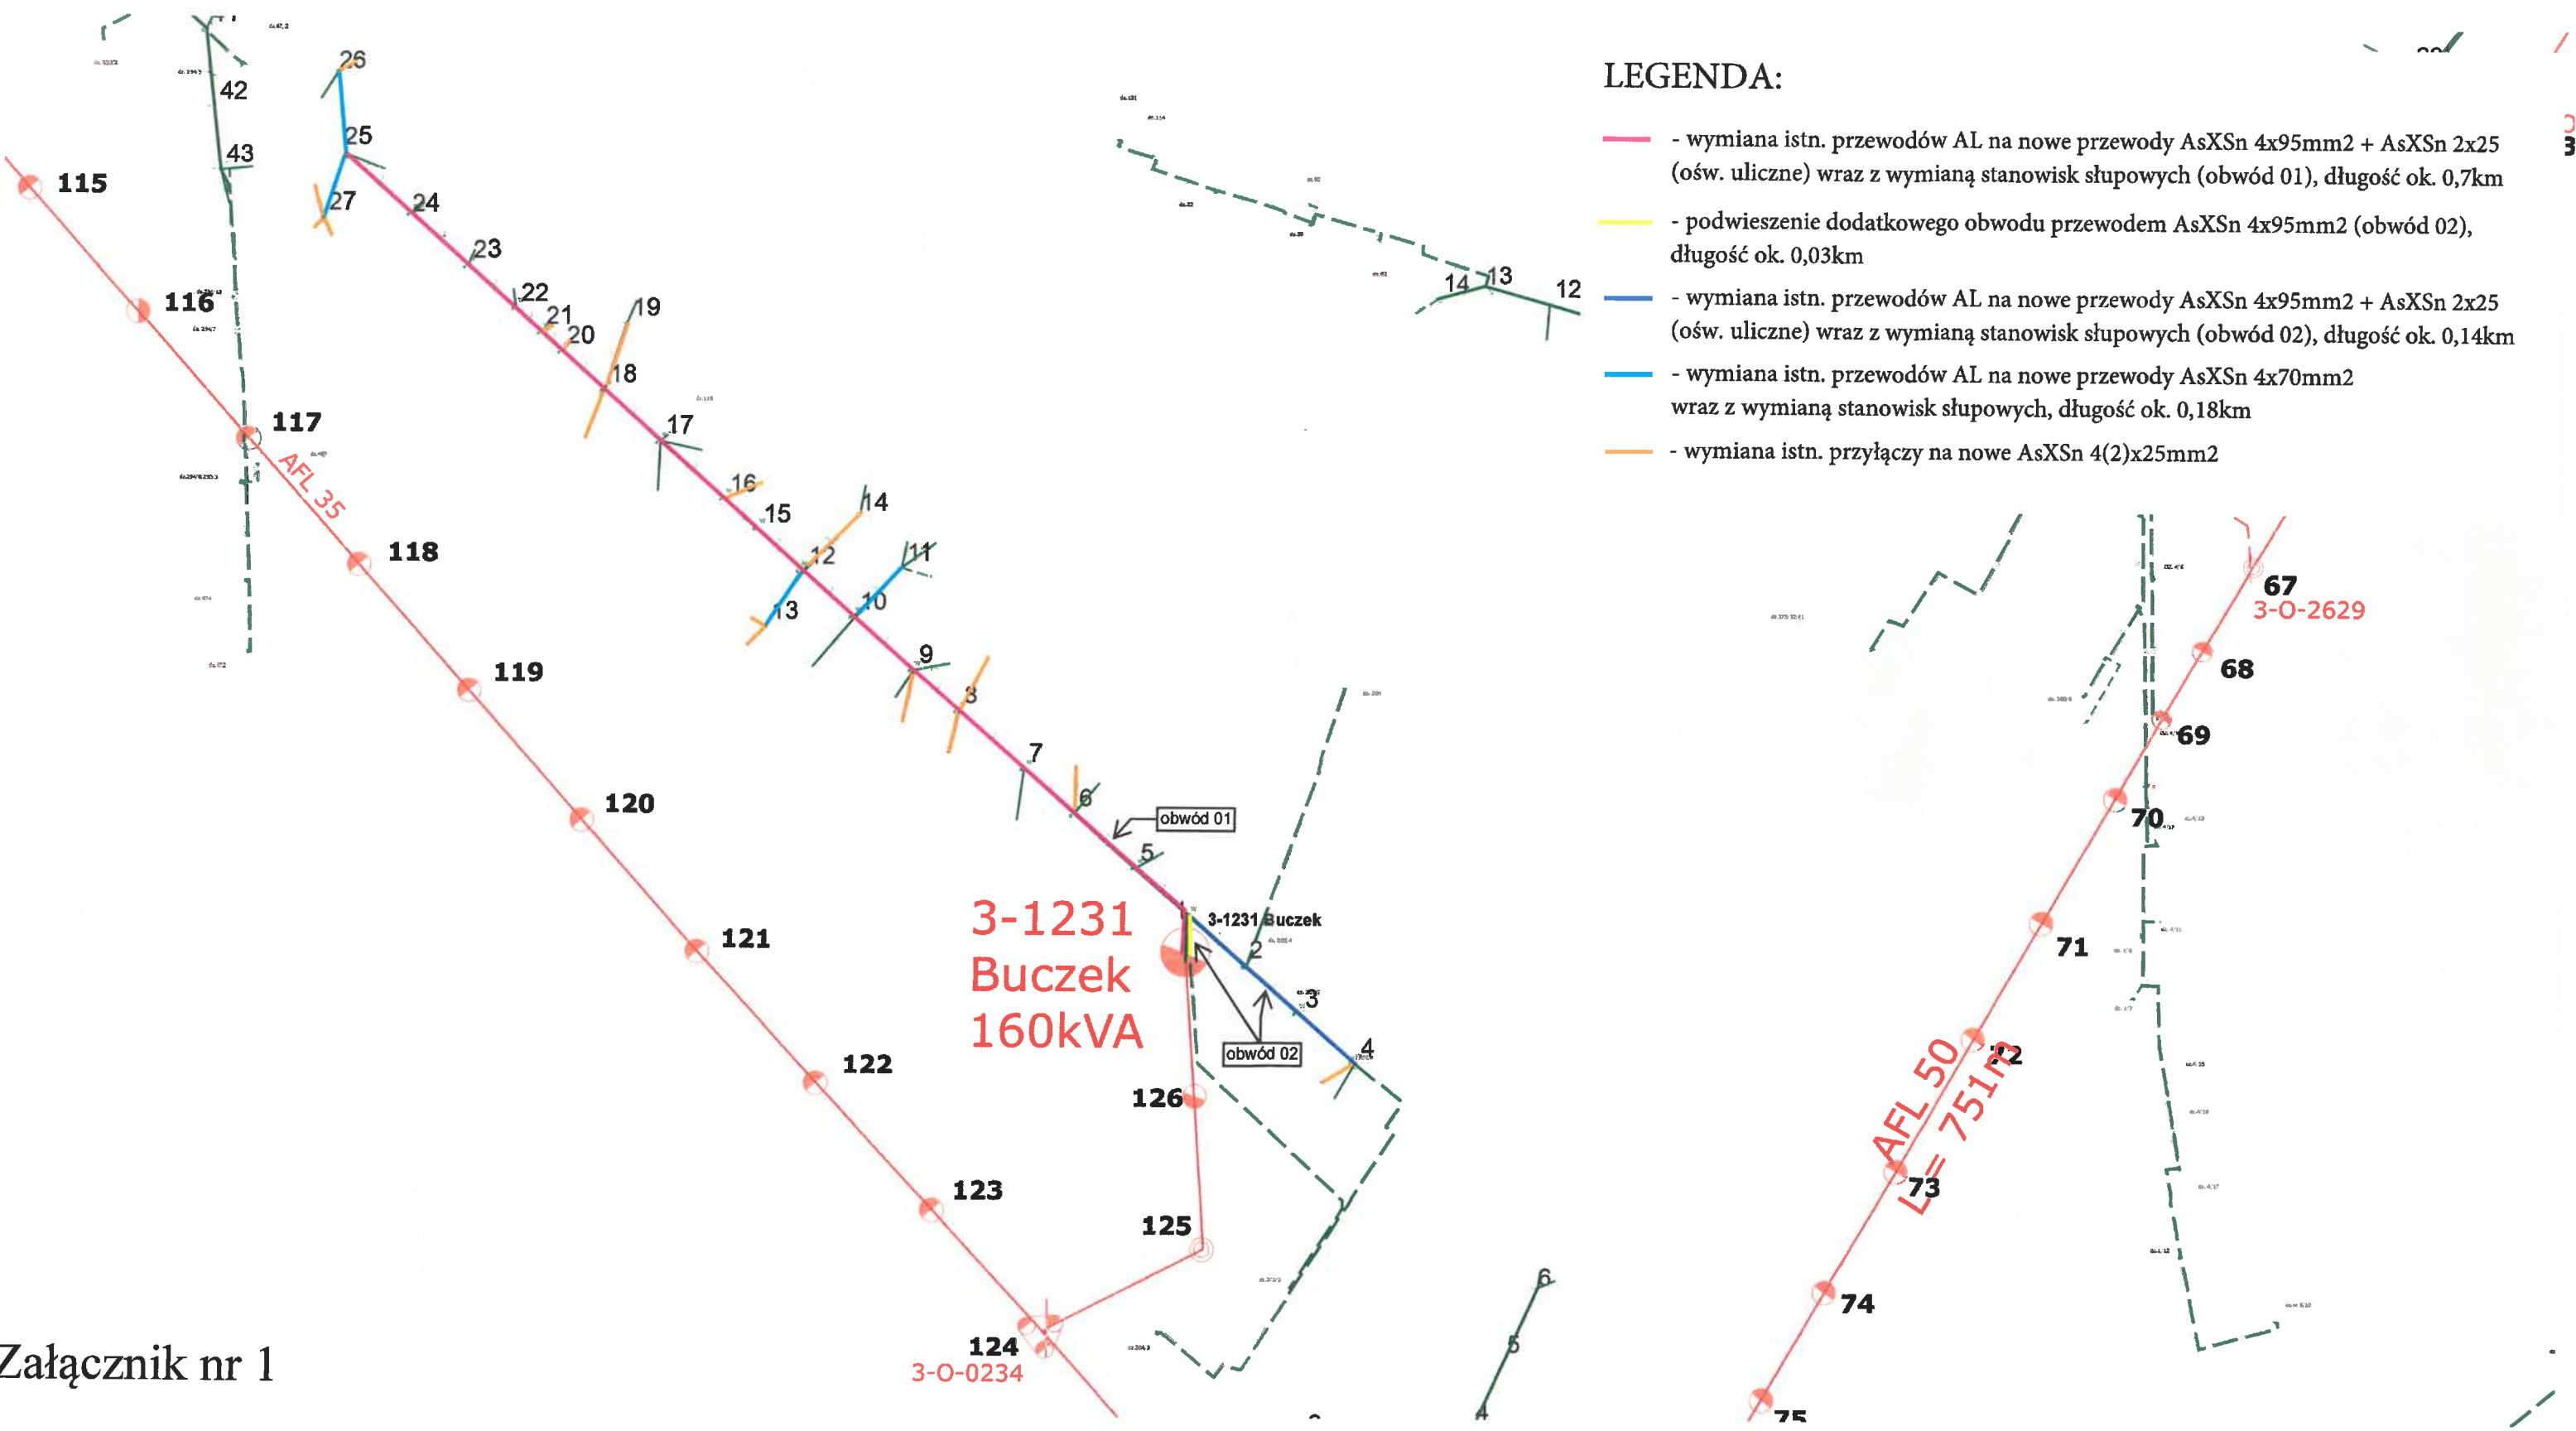 LEGENDA:
- wymiana istn. przewodów AL na nowe przewody AsXSn 4x95mm2 + AsXSn 2x25
(ośw. uliczne) wraz z wymianą stanowisk słupowych (obwód 01), długość ok. 0,7km
- podwieszenie dodatkowego obwodu przewodem AsXSn 4x95mm2 (obwód 02),
długość ok. 0,03km
- wymiana istn. przewodów AL na nowe przewody AsXSn 4x95mm2 + AsXSn 2x25
(ośw. uliczne) wraz z wymianą stanowisk słupowych (obwód 02), długość ok. 0,14km
- wymiana istn. przewodów AL na nowe przewody AsXSn 4x70mm2
wraz z wymianą stanowisk słupowych, długość ok. 0,18km
- wymiana istn. przyłączy na nowe AsXSn 4(2)x25mm2
42
43
26
25
27
24
23
22
21
20
19
18
17
16
15
14
12
13
11
10
9
8
7
6
5
obwód 01
3-1231 Buczek
2
3
4
obwód 02
3-1231
Buczek
160kVA
115
116
117
AFL 35
118
119
120
121
122
123
124
3-O-0234
125
126
14
13
12
6
5
4
67
3-O-2629
68
69
70
71
72
AFL 50
L= 751m
73
74
75
3
Załącznik nr 1